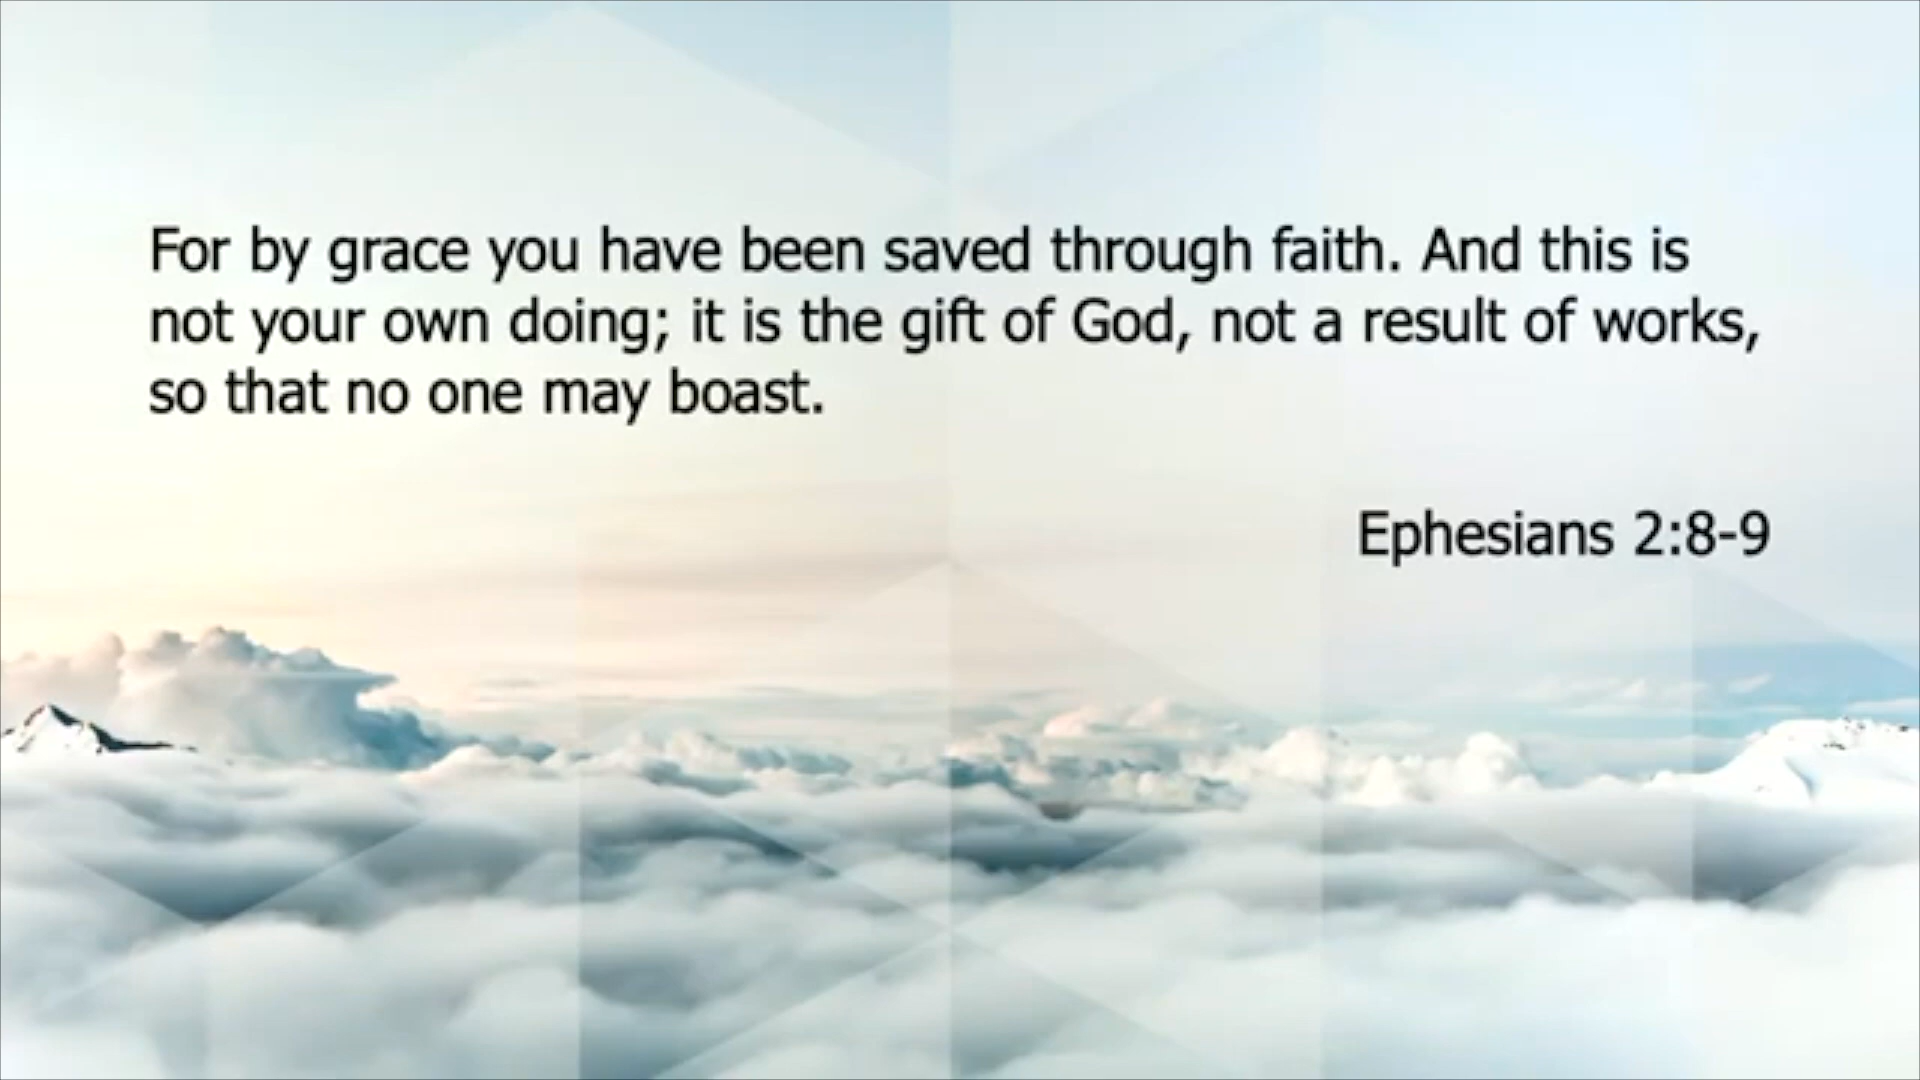 For by grace you have been saved through faith. And this is
not your own doing; it is the gift of God, not a result of works,
so that no one may boast.
Ephesians 2:8-9